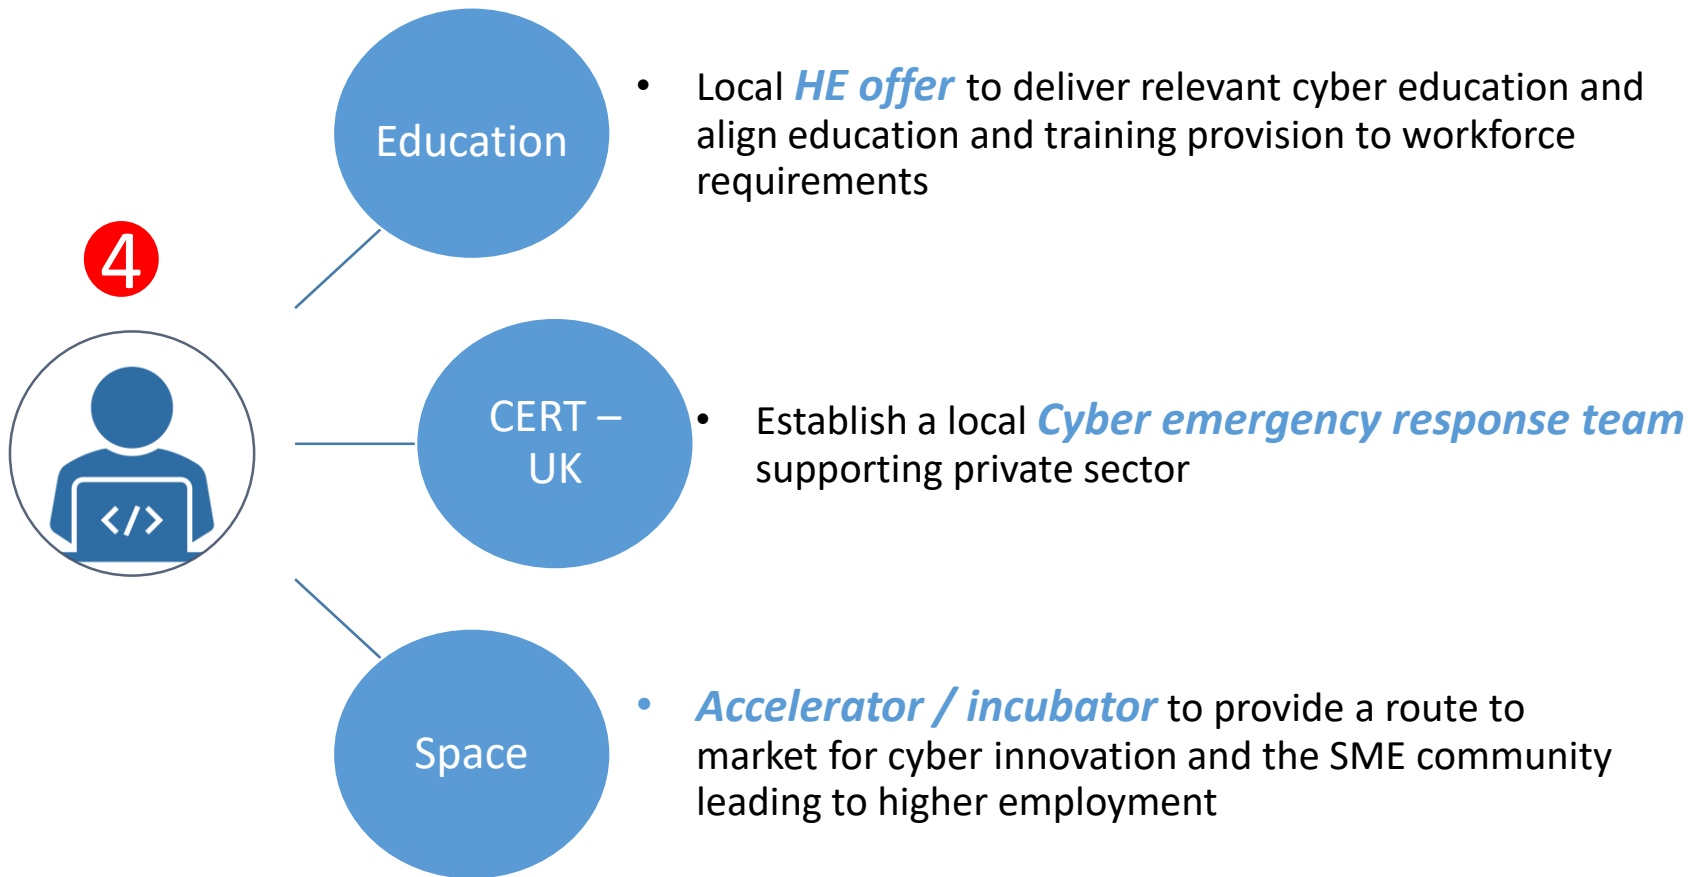 Education
• Local HE offer to deliver relevant cyber education and
align education and training provision to workforce
requirements
4
</>
CERT –
UK
• Establish a local Cyber emergency response team
supporting private sector
Space
• Accelerator / incubator to provide a route to
market for cyber innovation and the SME community
leading to higher employment